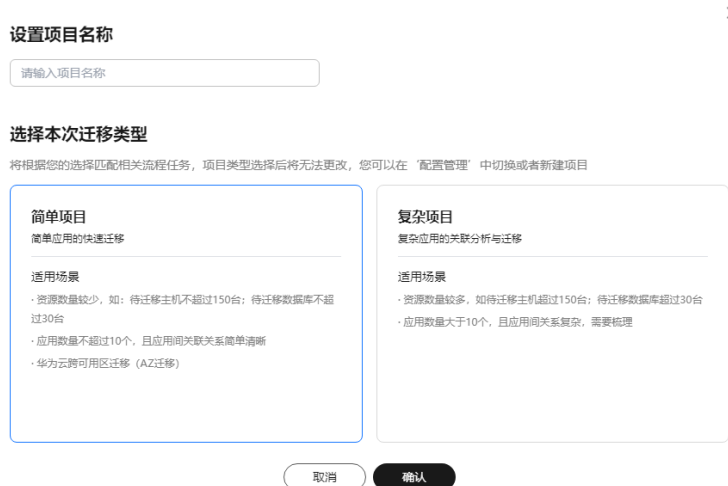 设置项目名称
请输入项目名称
选择本次迁移类型
将根据您的选择匹配相关流程任务，项目类型选择后将无法更改，您可以在‘配置管理’中切换或者新建项目
简单项目
简单应用的快速迁移
适用场景
· 资源数量较少，如：待迁移主机不超过150台；待迁移数据库不超
过30台
· 应用数量不超过10个，且应用间关联关系简单清晰
· 华为云跨可用区迁移（AZ迁移）
复杂项目
复杂应用的关联分析与迁移
适用场景
· 资源数量较多，如待迁移主机超过150台；待迁移数据库超过30台
· 应用数量大于10个，且应用间关系复杂，需要梳理
取消
确认